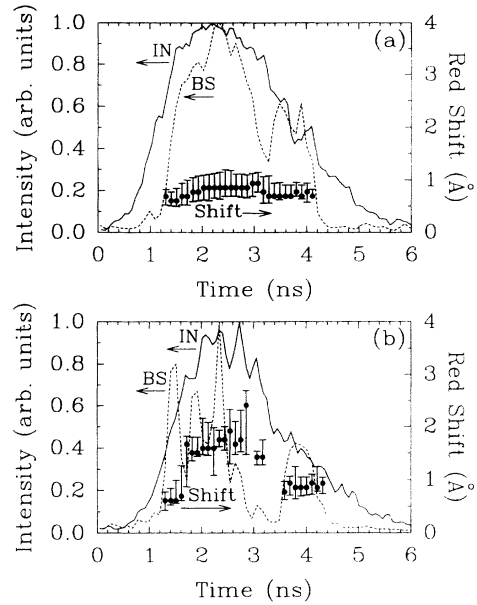 (a)
IN
BS
Shift
Intensity (arb. units)
1.0
0.8
0.6
0.4
0.2
0.0
Red Shift (Å)
4
3
2
1
0
0 1 2 3 4 5 6
Time (ns)
(b)
IN
BS
Shift
Intensity (arb. units)
1.0
0.8
0.6
0.4
0.2
0.0
Red Shift (Å)
4
3
2
1
0
0 1 2 3 4 5 6
Time (ns)